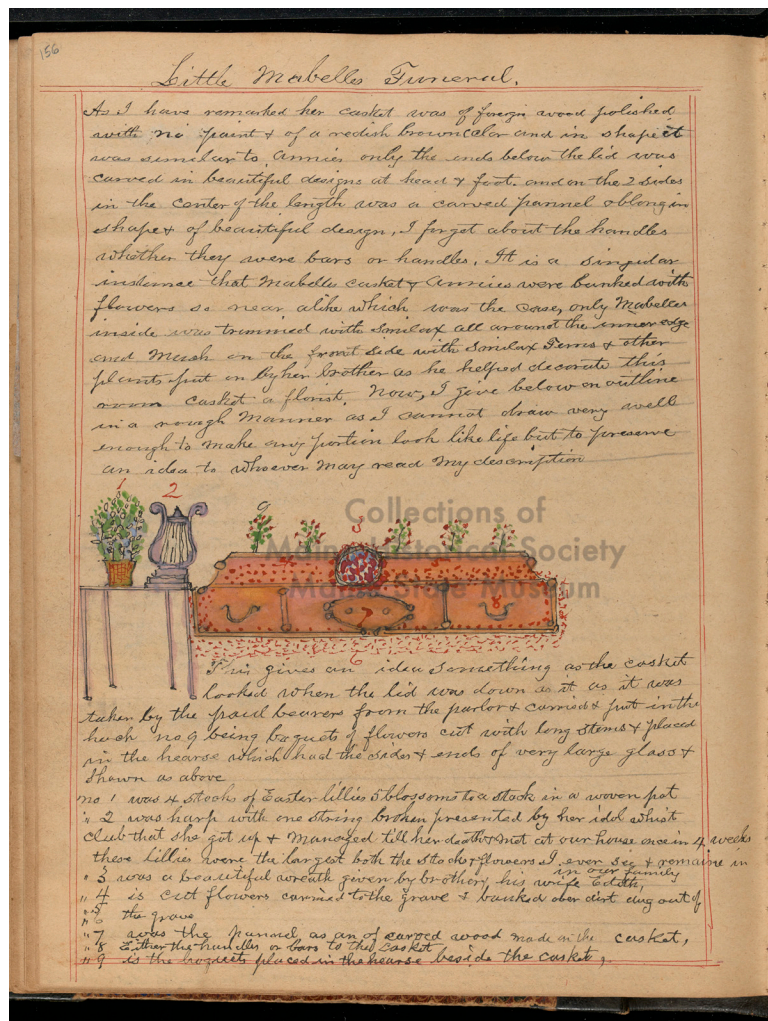 156
Little Mabelles Funeral.
As I have remarked her casket was of foreign wood polished
with no paint & of a redish brown color and in shape it
was similar to Annies only the ends below the lid was
carved in beautiful designs at head & foot. and on the 2 sides
in the center of the length was a carved pannel oblong in
shape & of beautiful design, I forget about the handles
whether they were bars or handles. It is a singular
instance that Mabelles casket & Annies were banked with
flowers so near alike which was the case, only Mabelles
inside was trimmed with Smilax all around the inner edge
and Much on the front side with Smilax Ferns & other
plants put on by her brother as he helped decorate this
room casket a florist. Now, I give below on outline
in a rough manner as I cannot draw very well
enough to make any portion look like life but to preserve
an idea to whoever may read my description
1 2 9 3
Collections of
Maine Historical Society
Maine State Museum
4
7 8
6
This gives an idea something as the casket
looked when the lid was down as it as it was
taken by the paul bearers from the parlor & carried & put in the
hach no 9 being boquets of flowers cut with long stems & placed
in the hearse which had the sides & ends of very large glass &
shown as above
no 1 was 4 stocks of Easter lillies 5 blossoms to a stock in a woven pot
" 2 was harp with one string broken presented by her idol whist
Club that she got up & managed till her death & met at our house once in 4 weeks
these lillies were the largest both the stocks & flowers I ever see & remaine in
in our family
" 3 was a beautiful wreath given by brothery his wife Edith,
" 4 is cut flowers carried to the grave & banked ober dirt dug out of
" 5
" 6 the grave
" 7 was the pannel as an of carved wood made in the casket,
" 8 Either the handles or bars to the casket
" 9 is the boquets placed in the hearse beside the casket,